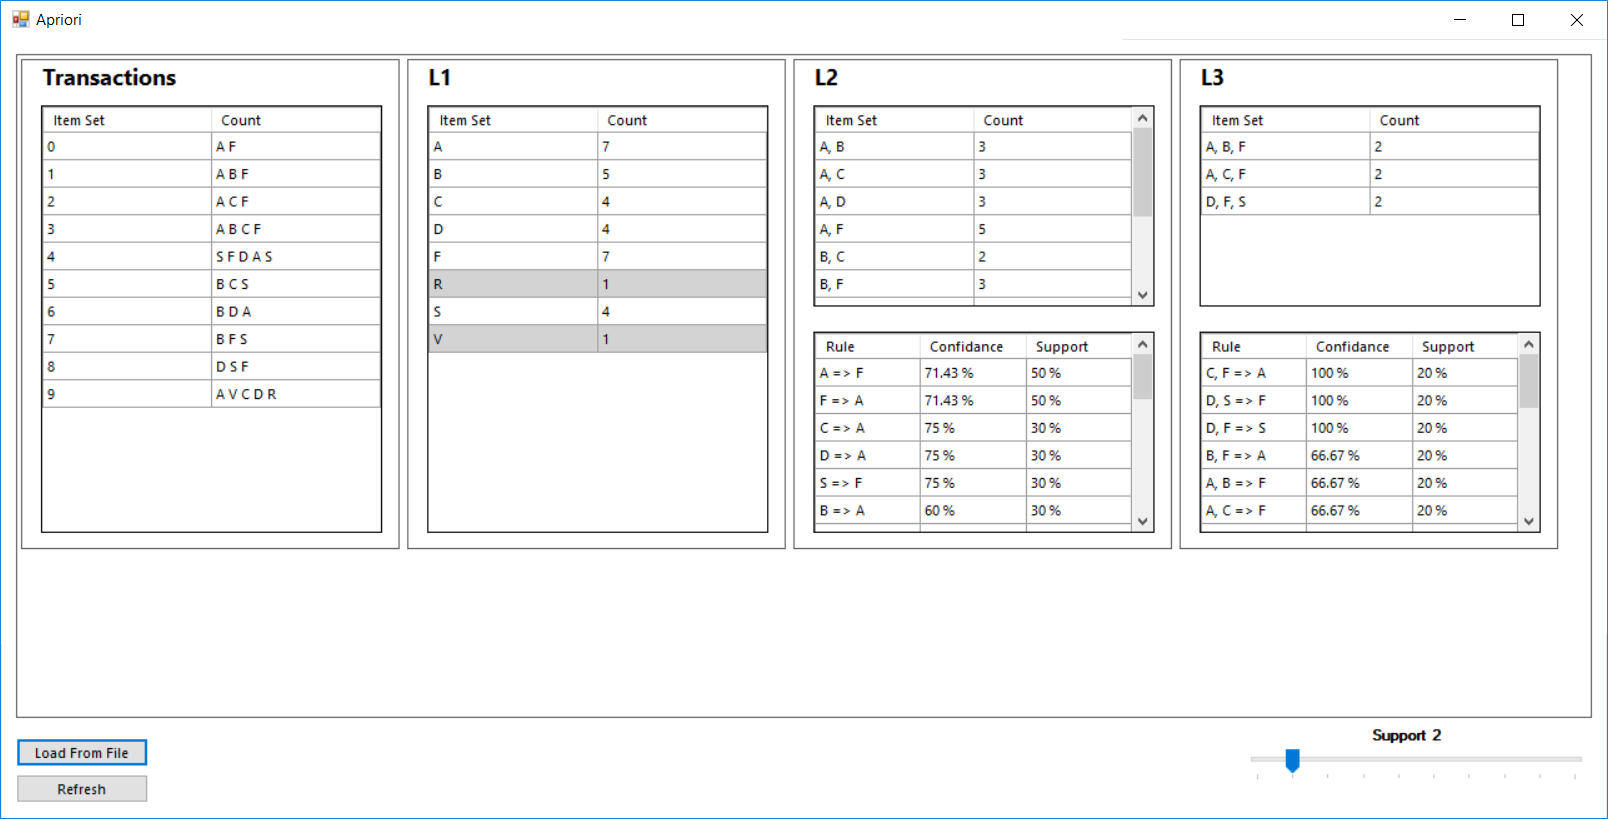 Apriori
Transactions
Item Set Count
0 A F
1 A B F
2 A C F
3 A B C F
4 S F D A S
5 B C S
6 B D A
7 B F S
8 D S F
9 A V C D R
L1
Item Set Count
A 7
B 5
C 4
D 4
F 7
R 1
S 4
V 1
L2
Item Set Count
A, B 3
A, C 3
A, D 3
A, F 5
B, C 2
B, F 3
Rule Confidance Support
A => F 71.43 % 50 %
F => A 71.43 % 50 %
C => A 75 % 30 %
D => A 75 % 30 %
S => F 75 % 30 %
B => A 60 % 30 %
L3
Item Set Count
A, B, F 2
A, C, F 2
D, F, S 2
Rule Confidance Support
C, F => A 100 % 20 %
D, S => F 100 % 20 %
D, F => S 100 % 20 %
B, F => A 66.67 % 20 %
A, B => F 66.67 % 20 %
A, C => F 66.67 % 20 %
Load From File
Refresh
Support 2